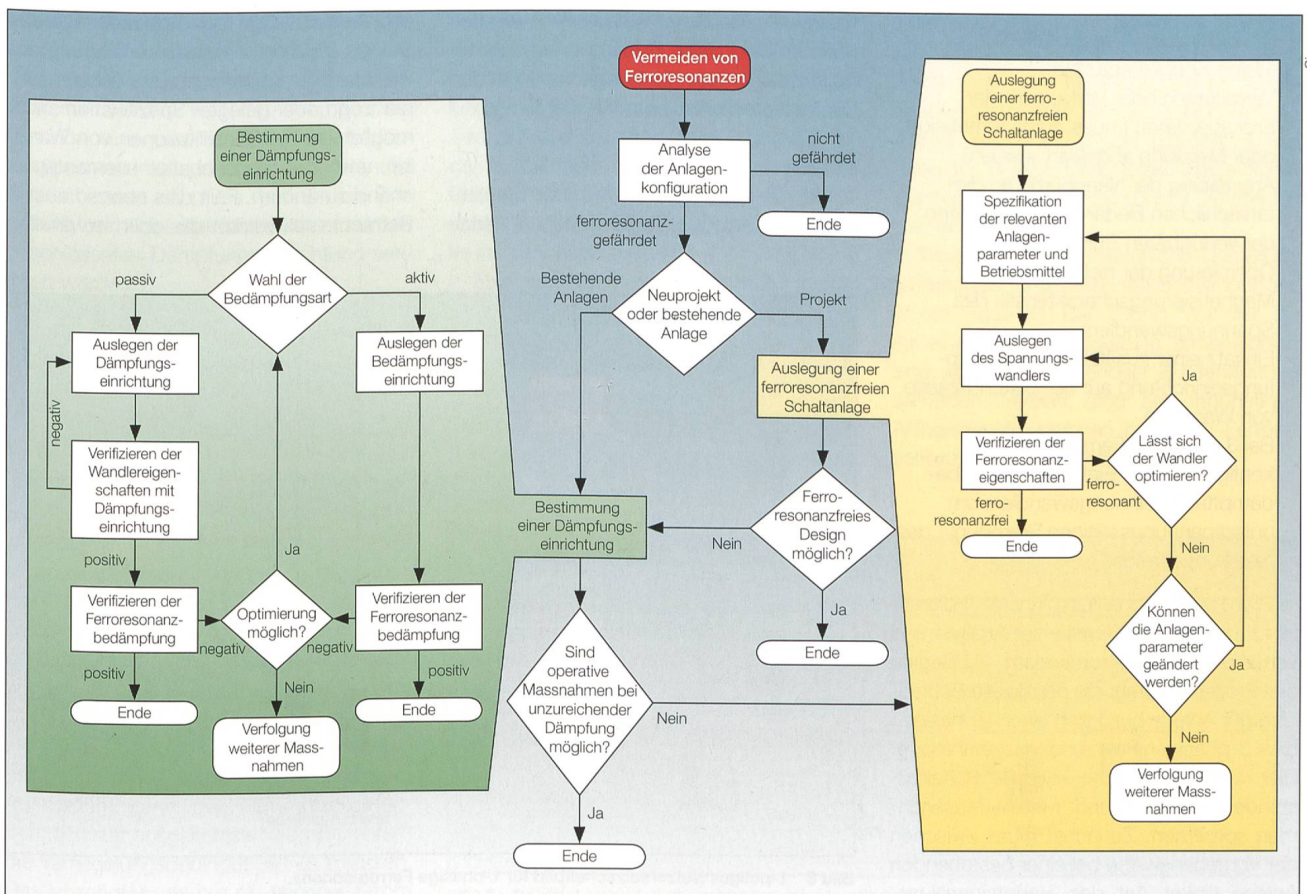 Vermeiden von
Ferroresonanzen
Analyse
der Anlagen-
konfiguration
nicht
gefährdet
Ende
ferroresonanz-
gefährdet
Neuprojekt
oder bestehende
Anlage
Bestehende
Anlagen
Projekt
Auslegung einer
ferroresonanzfreien
Schaltanlage
Ferro-
resonanzfreies
Design
möglich?
Nein
Ja
Ende
Bestimmung
einer Dämpfungs-
einrichtung
Sind
operative
Massnahmen bei
unzureichender
Dämpfung
möglich?
Nein
Ja
Ende
Bestimmung
einer Dämpfungs-
einrichtung
Wahl der
Bedämpfungsart
passiv
aktiv
Auslegen der
Dämpfungs-
einrichtung
Auslegen der
Bedämpfungs-
einrichtung
negativ
Verifizieren der
Wandlereigen-
schaften mit
Dämpfungs-
einrichtung
positiv
Ja
Verifizieren der
Ferroresonanz-
bedämpfung
Optimierung
möglich?
Verifizieren der
Ferroresonanz-
bedämpfung
negativ
negativ
positiv
Nein
positiv
Ende
Ende
Verfolgung
weiterer Mass-
nahmen
Auslegung
einer ferro-
resonanzfreien
Schaltanlage
Spezifikation
der relevanten
Anlagen-
parameter und
Betriebsmittel
Auslegen
des Spannungs-
wandlers
Ja
Verifizieren der
Ferroresonanz-
eigenschaften
Lässt sich
der Wandler
optimieren?
ferro-
resonant
ferro-
resonanzfrei
Ende
Nein
Können
die Anlagen-
parameter
geändert
werden?
Ja
Nein
Verfolgung
weiterer Mass-
nahmen